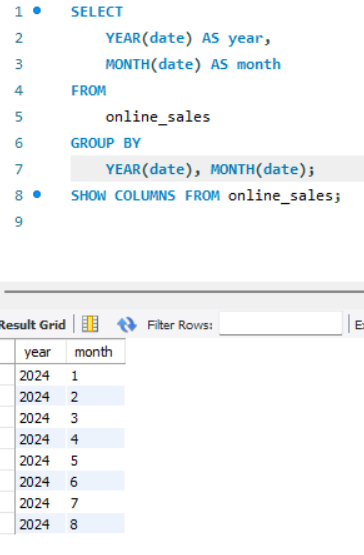 1 SELECT
2 YEAR(date) AS year,
3 MONTH(date) AS month
4 FROM
5 online_sales
6 GROUP BY
7 YEAR(date), MONTH(date);
8 SHOW COLUMNS FROM online_sales;
9
Result Grid Filter Rows:
year month
2024 1
2024 2
2024 3
2024 4
2024 5
2024 6
2024 7
2024 8